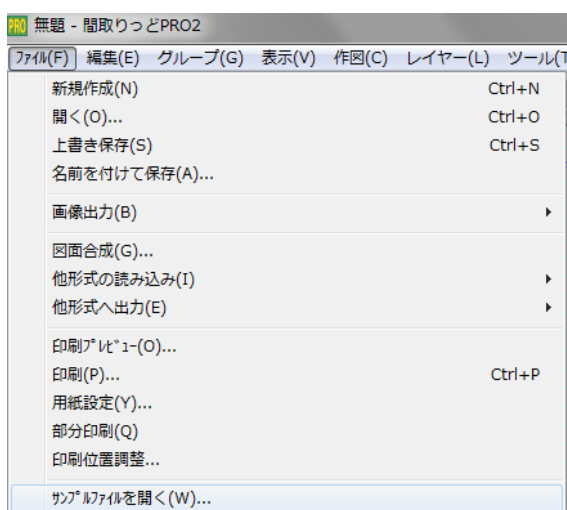 PRO 無題 - 間取りっどPRO2
ﾌｧｲﾙ(F) 編集(E) グループ(G) 表示(V) 作図(C) レイヤー(L) ツール(T
新規作成(N) Ctrl+N
開く(O)... Ctrl+O
上書き保存(S) Ctrl+S
名前を付けて保存(A)...
画像出力(B)
図面合成(G)...
他形式の読み込み(I)
他形式へ出力(E)
印刷ﾌﾟﾚﾋﾞｭｰ(O)...
印刷(P)... Ctrl+P
用紙設定(Y)...
部分印刷(Q)
印刷位置調整...
ｻﾝﾌﾟﾙﾌｧｲﾙを開く(W)...